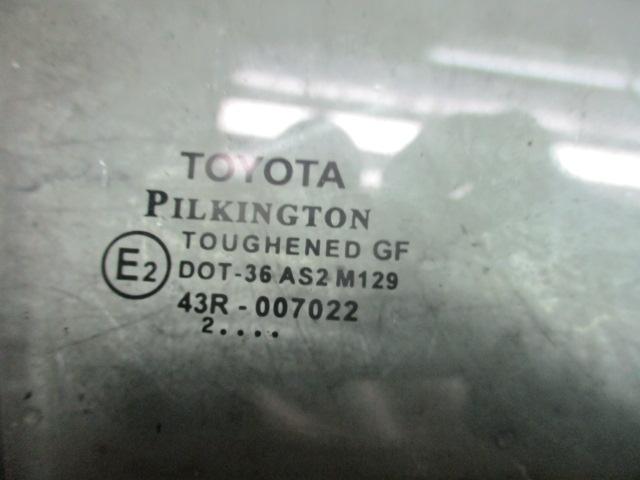 TOYOTA
PILKINGTON
TOUGHENED GF
E2 DOT-36 AS2 M129
43R - 007022
2....